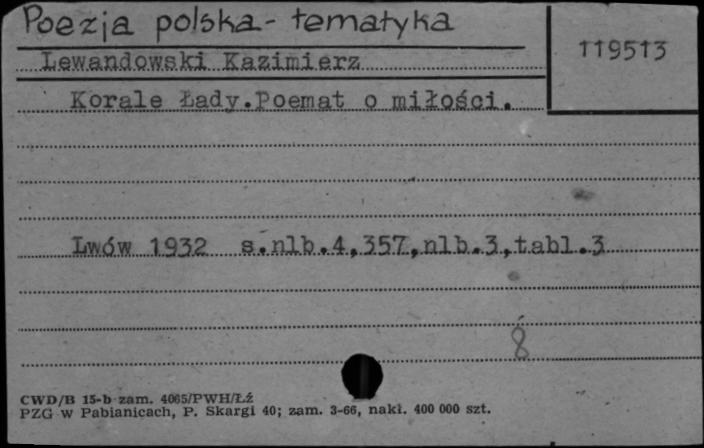 Poezja polska - tematyka
119513
Lewandowski Kazimierz
Korale Łady.Poemat o miłości.
Lwów 1932 s.nlb.4,357,nlb.3,tabl.3
8
CWD/B 15-b zam. 4065/PWH/Łź
PZG w Pabianicach, P. Skargi 40; zam. 3-66, nakł. 400 000 szt.